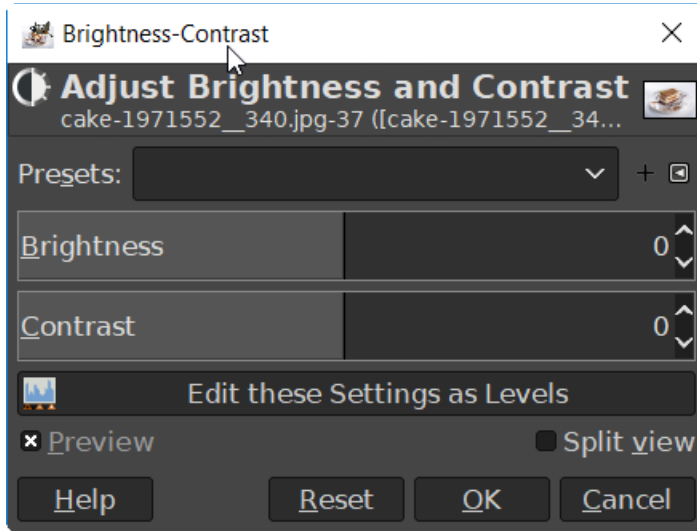 Brightness-Contrast
Adjust Brightness and Contrast
cake-1971552__340.jpg-37 ([cake-1971552__34...
Presets:
Brightness 0
Contrast 0
Edit these Settings as Levels
Preview Split view
Help Reset OK Cancel